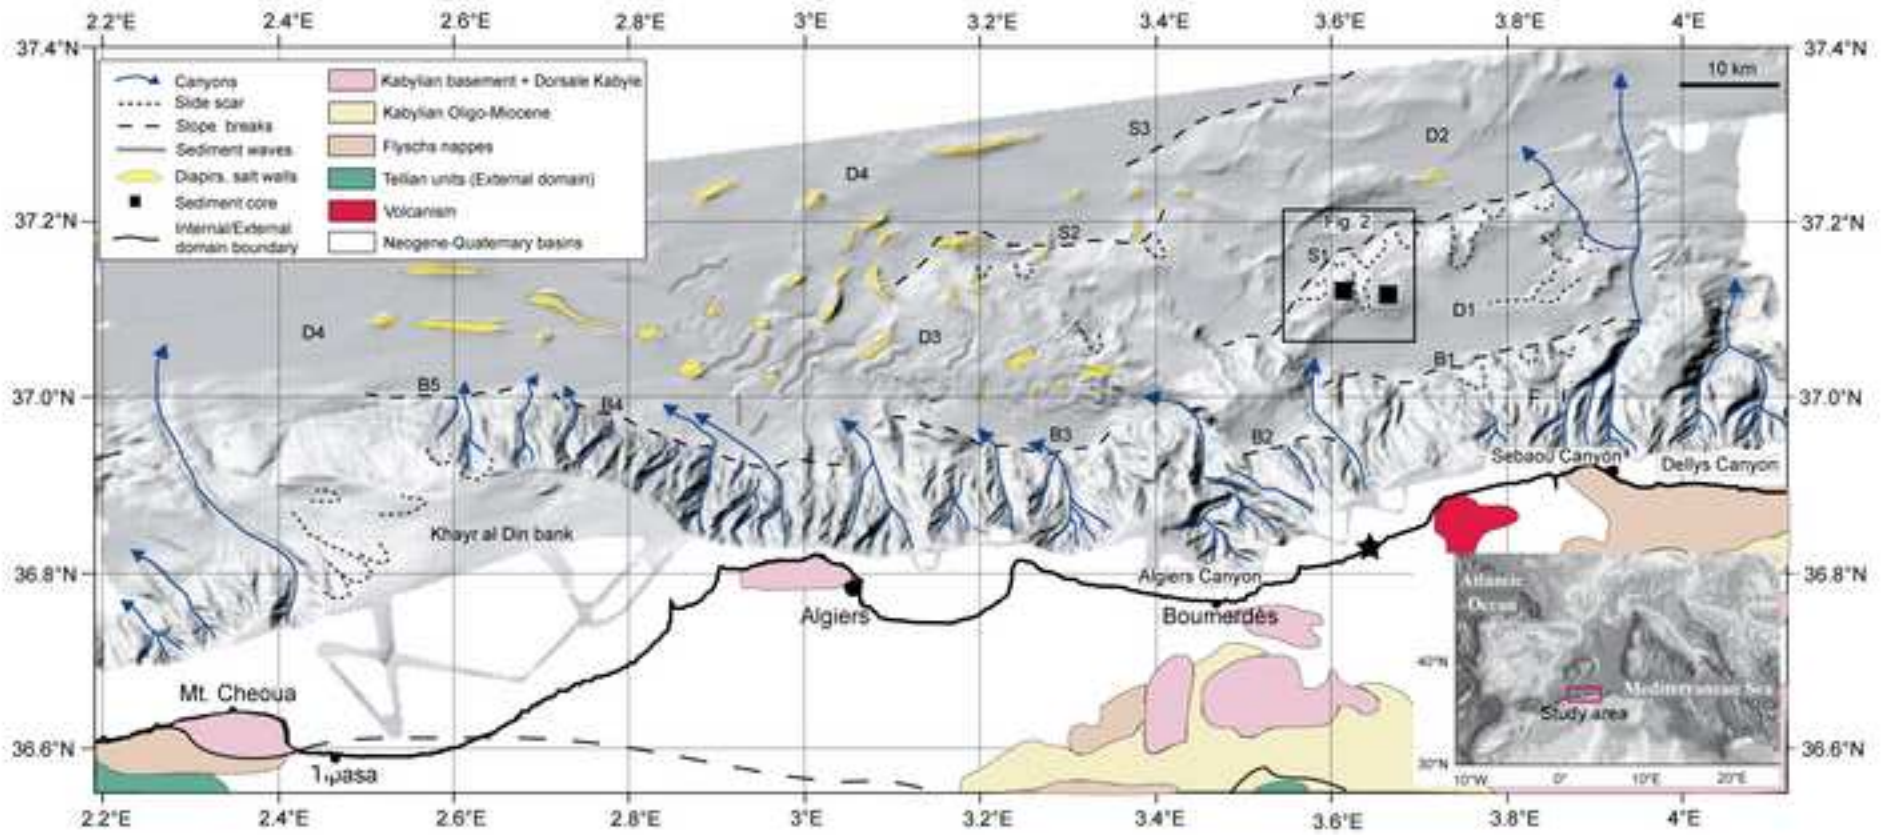 2.2°E 2.4°E 2.6°E 2.8°E 3°E 3.2°E 3.4°E 3.6°E 3.8°E 4°E
37.4°N 37.4°N
Canyons
Slide scar
Slope breaks
Sediment waves
Diapirs, salt walls
Sediment core
Internal/External
domain boundary
Kabylian basement + Dorsale Kabyle
Kabylian Oligo-Miocene
Flyschs nappes
Tellian units (External domain)
Volcanism
Neogene-Quaternary basins
10 km
S3
D2
D4
37.2°N 37.2°N
Fig. 2
S2
S1
D1
D4
D3
B1
B5
37.0°N 37.0°N
B4
B3
B2
Sebaou Canyon
Dellys Canyon
Khayr al Din bank
36.8°N 36.8°N
Algiers Canyon
Algiers
Boumerdès
Atlantic
Ocean
40°N
Mediterranean Sea
Study area
30°N
10°W 0° 10°E 20°E
Mt. Cheoua
36.6°N 36.6°N
Tipasa
2.2°E 2.4°E 2.6°E 2.8°E 3°E 3.2°E 3.4°E 3.6°E 3.8°E 4°E